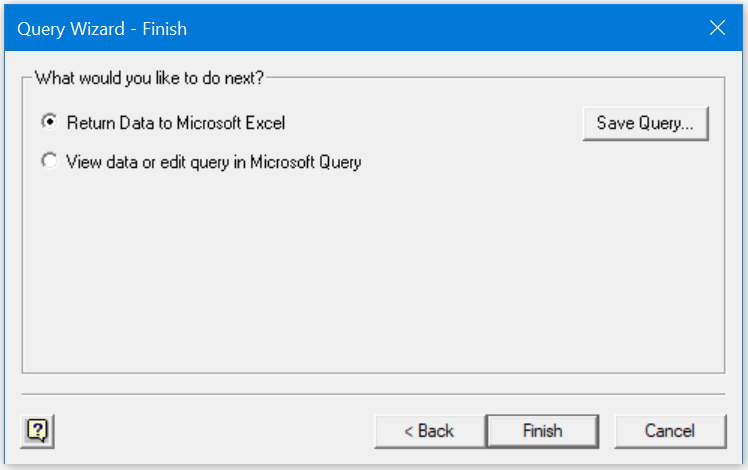 Query Wizard - Finish
What would you like to do next?
Return Data to Microsoft Excel
Save Query...
View data or edit query in Microsoft Query
?
< Back
Finish
Cancel